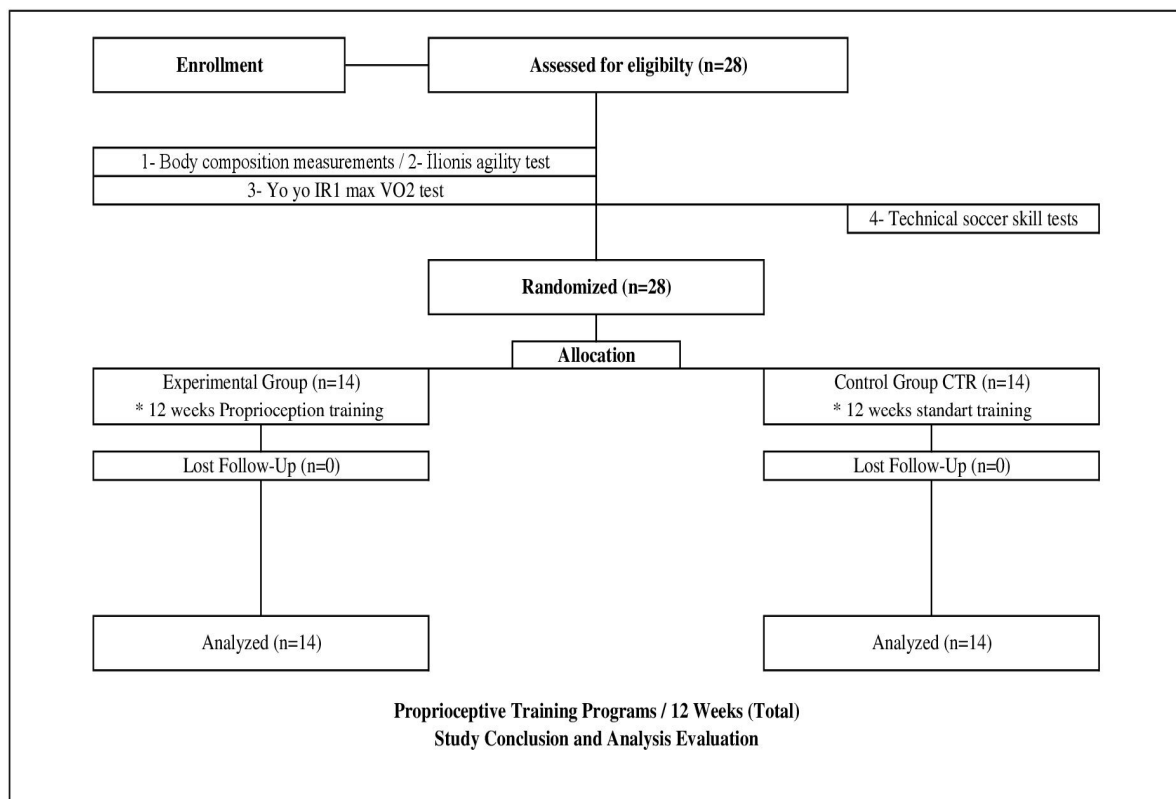 Enrollment
Assessed for eligibilty (n=28)
1- Body composition measurements / 2- İlionis agility test
3- Yo yo IR1 max VO2 test
4- Technical soccer skill tests
Randomized (n=28)
Allocation
Experimental Group (n=14)
* 12 weeks Proprioception training
Control Group CTR (n=14)
* 12 weeks standart training
Lost Follow-Up (n=0)
Lost Follow-Up (n=0)
Analyzed (n=14)
Analyzed (n=14)
Proprioceptive Training Programs / 12 Weeks (Total)
Study Conclusion and Analysis Evaluation